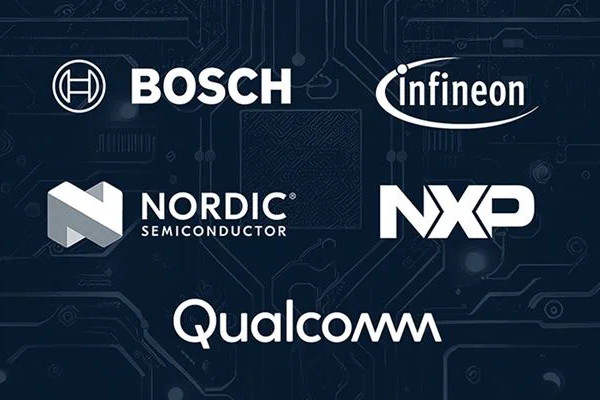 BOSCH
infineon
NORDIC®
SEMICONDUCTOR
NXP
Qualcomm